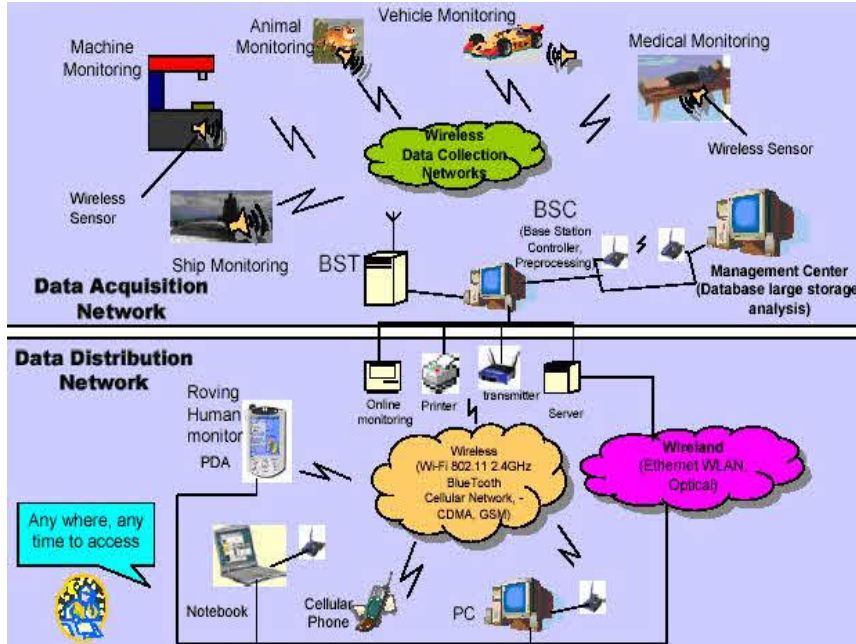 Machine
Monitoring
Animal
Monitoring
Vehicle Monitoring
Medical Monitoring
Wireless
Data Collection
Networks
Wireless Sensor
Wireless
Sensor
Ship Monitoring
BST
BSC
(Base Station
Controller,
Preprocessing)
Management Center
(Database large storage
analysis)
Data Acquisition
Network
Data Distribution
Network
Online
monitoring
Printer
transmitter
Server
Roving
Human
monitor
PDA
Wireless
(Wi-Fi 802.11 2.4GHz
BlueTooth
Cellular Network, -
CDMA, GSM)
Wireland
(Ethernet WLAN,
Optical)
Any where, any
time to access
Notebook
Cellular
Phone
PC